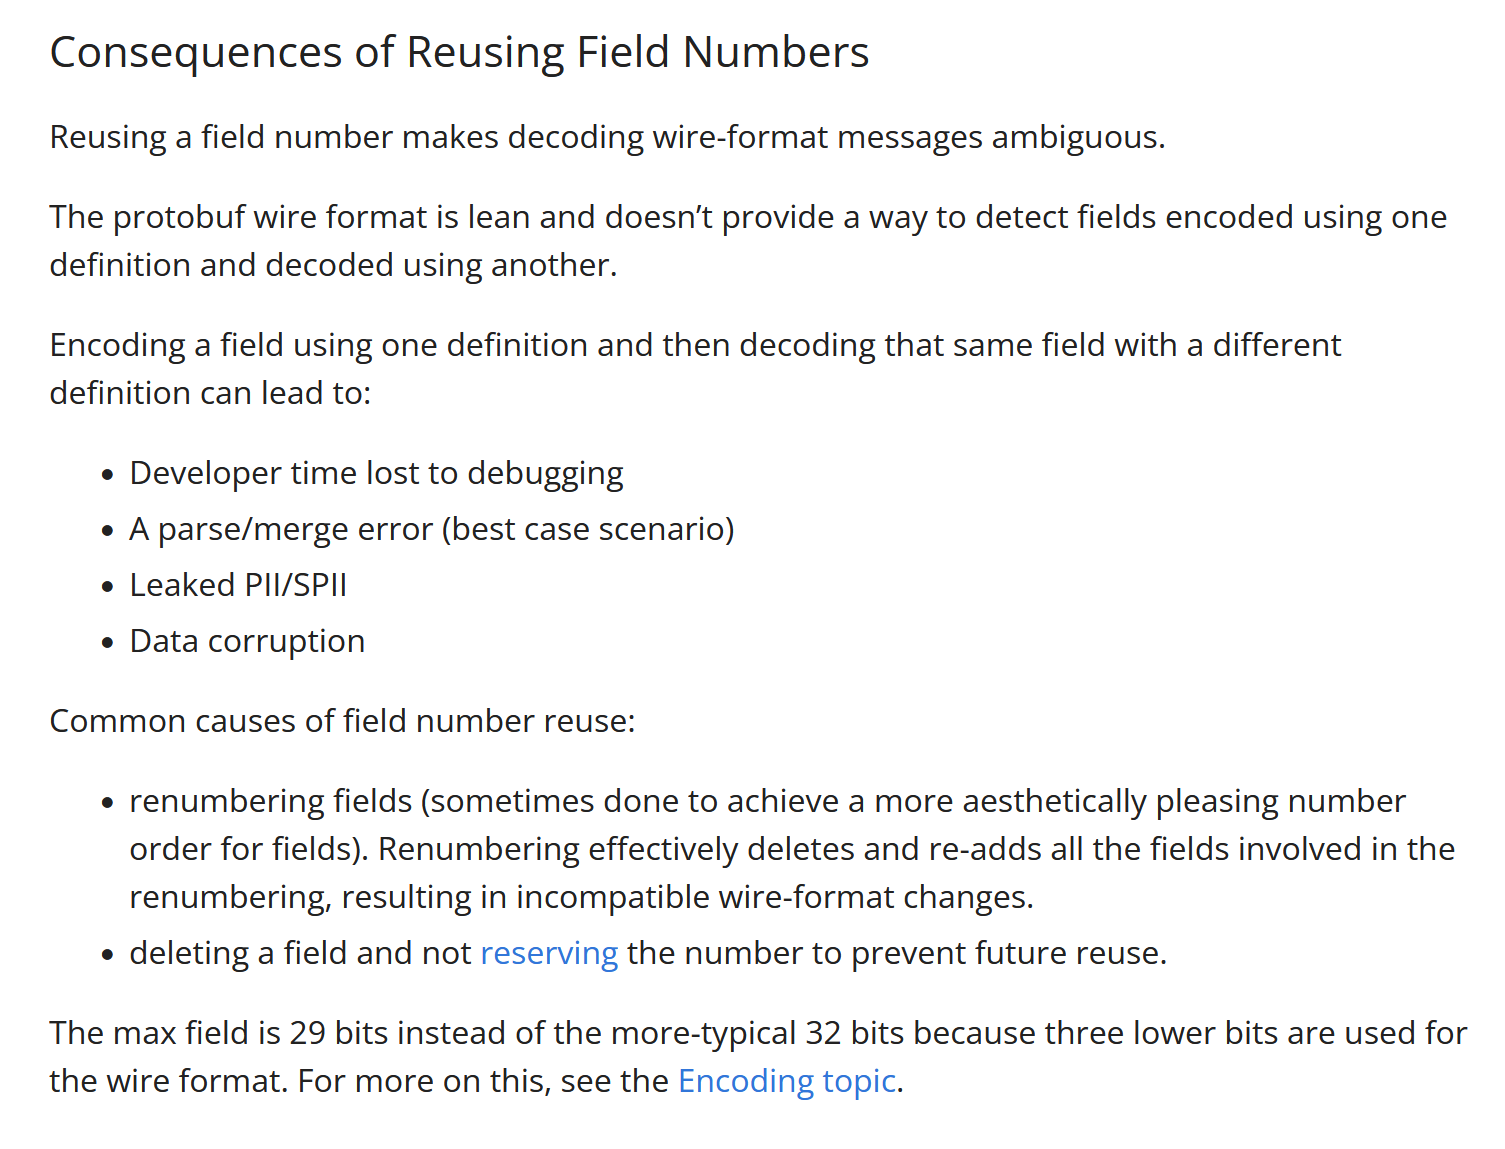 Consequences of Reusing Field Numbers
Reusing a field number makes decoding wire-format messages ambiguous.
The protobuf wire format is lean and doesn’t provide a way to detect fields encoded using one
definition and decoded using another.
Encoding a field using one definition and then decoding that same field with a different
definition can lead to:
• Developer time lost to debugging
• A parse/merge error (best case scenario)
• Leaked PII/SPII
• Data corruption
Common causes of field number reuse:
• renumbering fields (sometimes done to achieve a more aesthetically pleasing number
order for fields). Renumbering effectively deletes and re-adds all the fields involved in the
renumbering, resulting in incompatible wire-format changes.
• deleting a field and not reserving the number to prevent future reuse.
The max field is 29 bits instead of the more-typical 32 bits because three lower bits are used for
the wire format. For more on this, see the Encoding topic.